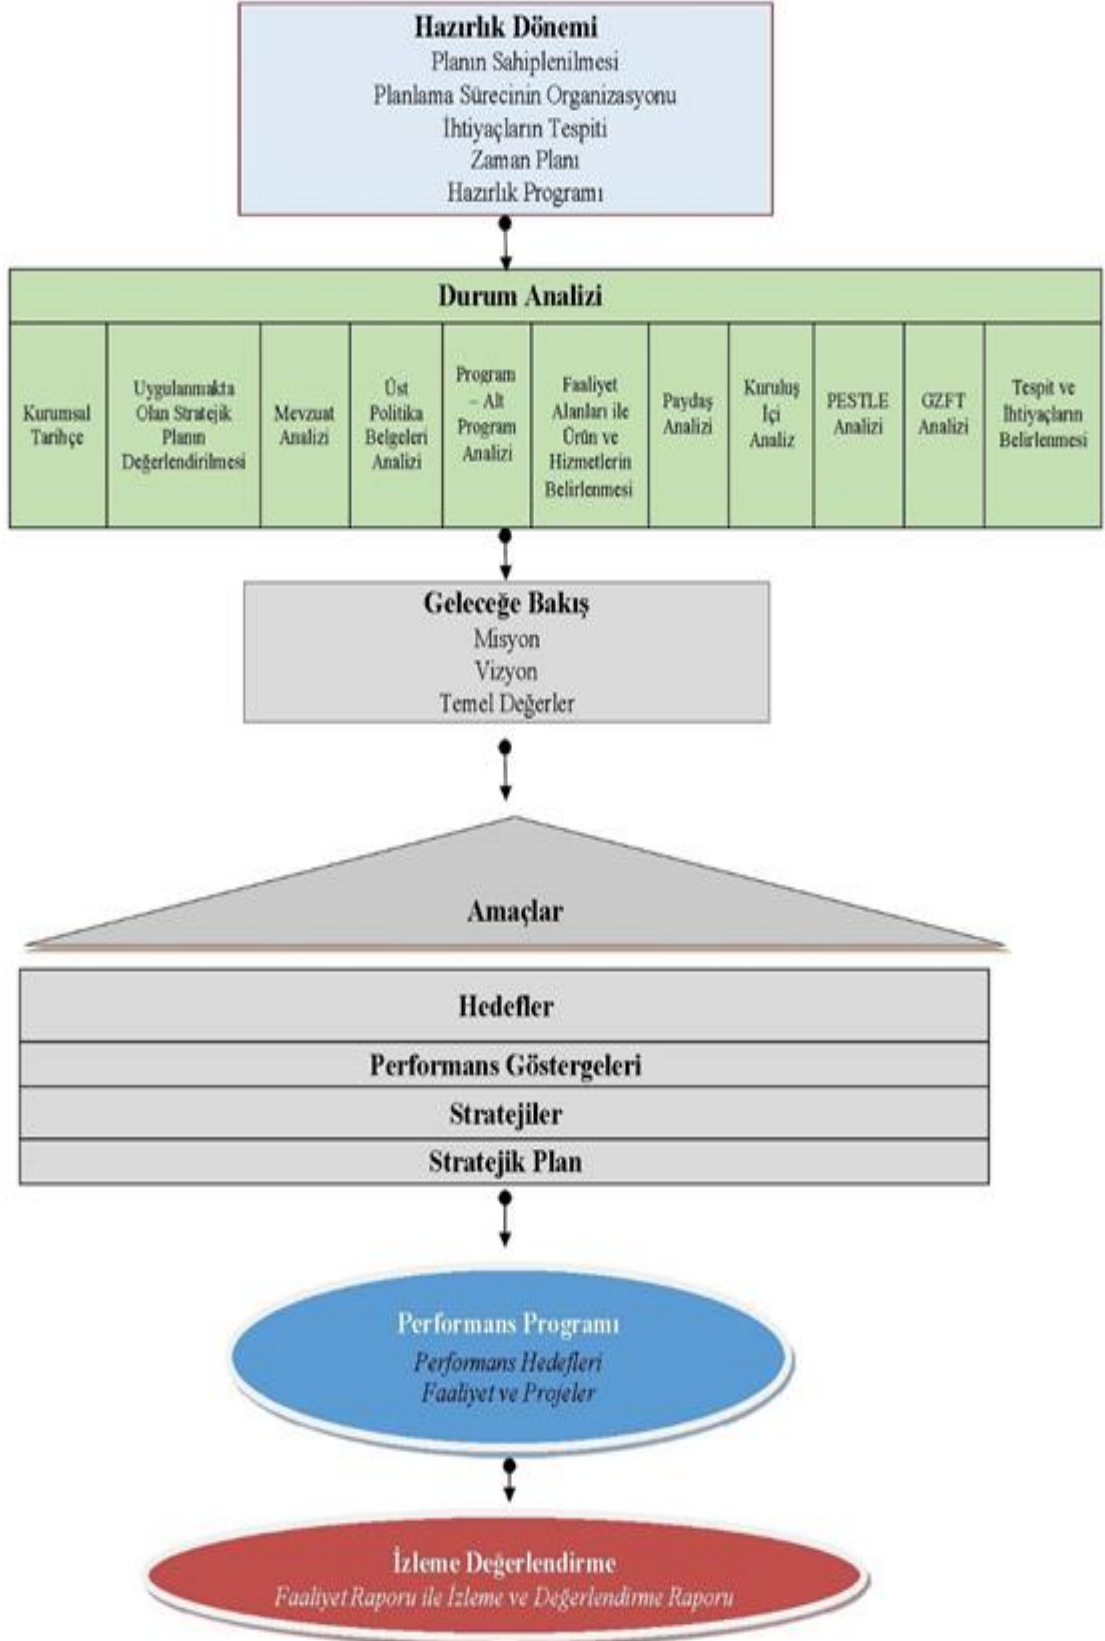 Hazırlık Dönemi
Planın Sahiplenilmesi
Planlama Sürecinin Organizasyonu
İhtiyaçların Tespiti
Zaman Planı
Hazırlık Programı
Durum Analizi
Kurumsal
Tarihçe
Uygulanmakta
Olan Stratejik
Planın
Değerlendirilmesi
Mevzuat
Analizi
Üst
Politika
Belgeleri
Analizi
Program
– Alt
Program
Analizi
Faaliyet
Alanları ile
Ürün ve
Hizmetlerin
Belirlenmesi
Paydaş
Analizi
Kuruluş
İçi
Analiz
PESTLE
Analizi
GZFT
Analizi
Tespit ve
İhtiyaçların
Belirlenmesi
Geleceğe Bakış
Misyon
Vizyon
Temel Değerler
Amaçlar
Hedefler
Performans Göstergeleri
Stratejiler
Stratejik Plan
Performans Programı
Performans Hedefleri
Faaliyet ve Projeler
İzleme Değerlendirme
Faaliyet Raporu ile İzleme ve Değerlendirme Raporu